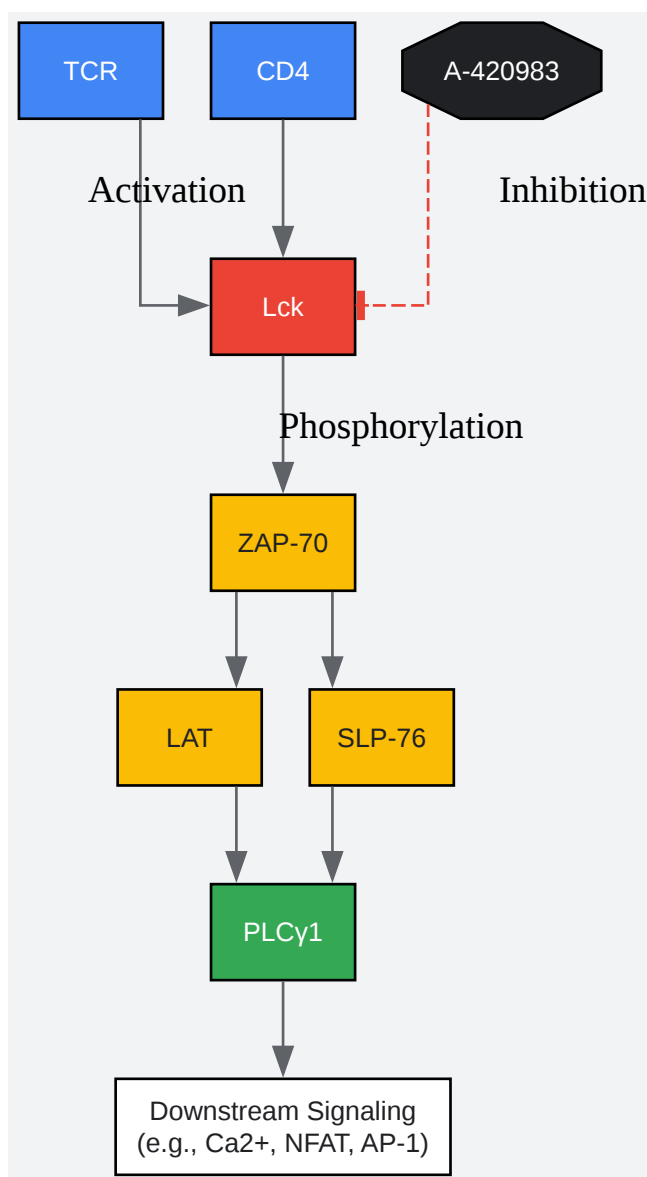 TCR
CD4
A-420983
Activation
Inhibition
Lck
Phosphorylation
ZAP-70
LAT
SLP-76
PLCγ1
Downstream Signaling
(e.g., Ca2+, NFAT, AP-1)